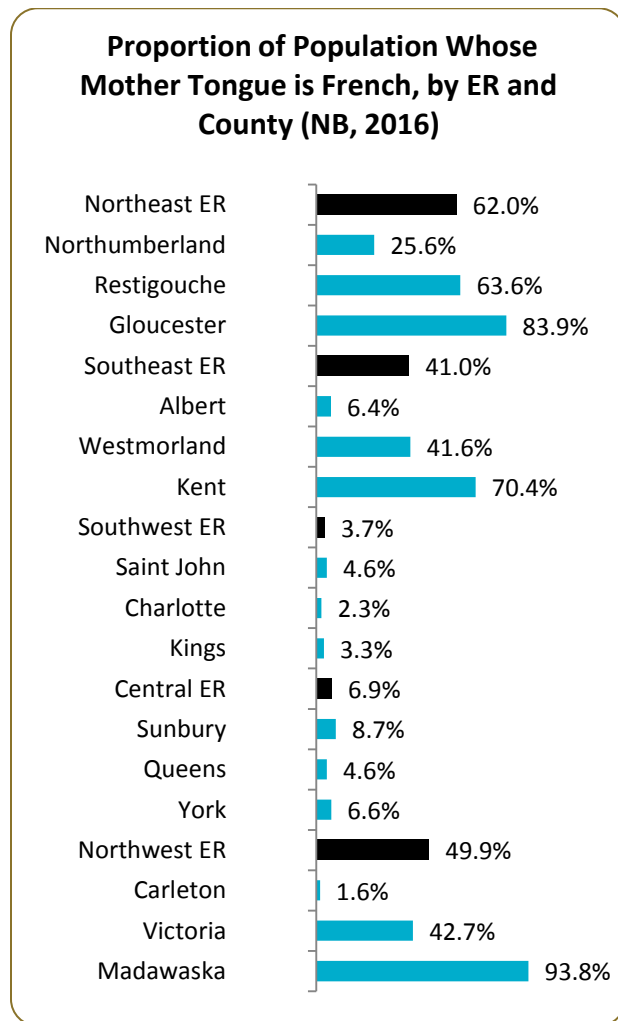 Proportion of Population Whose
Mother Tongue is French, by ER and
County (NB, 2016)
Northeast ER 62.0%
Northumberland 25.6%
Restigouche 63.6%
Gloucester 83.9%
Southeast ER 41.0%
Albert 6.4%
Westmorland 41.6%
Kent 70.4%
Southwest ER 3.7%
Saint John 4.6%
Charlotte 2.3%
Kings 3.3%
Central ER 6.9%
Sunbury 8.7%
Queens 4.6%
York 6.6%
Northwest ER 49.9%
Carleton 1.6%
Victoria 42.7%
Madawaska 93.8%